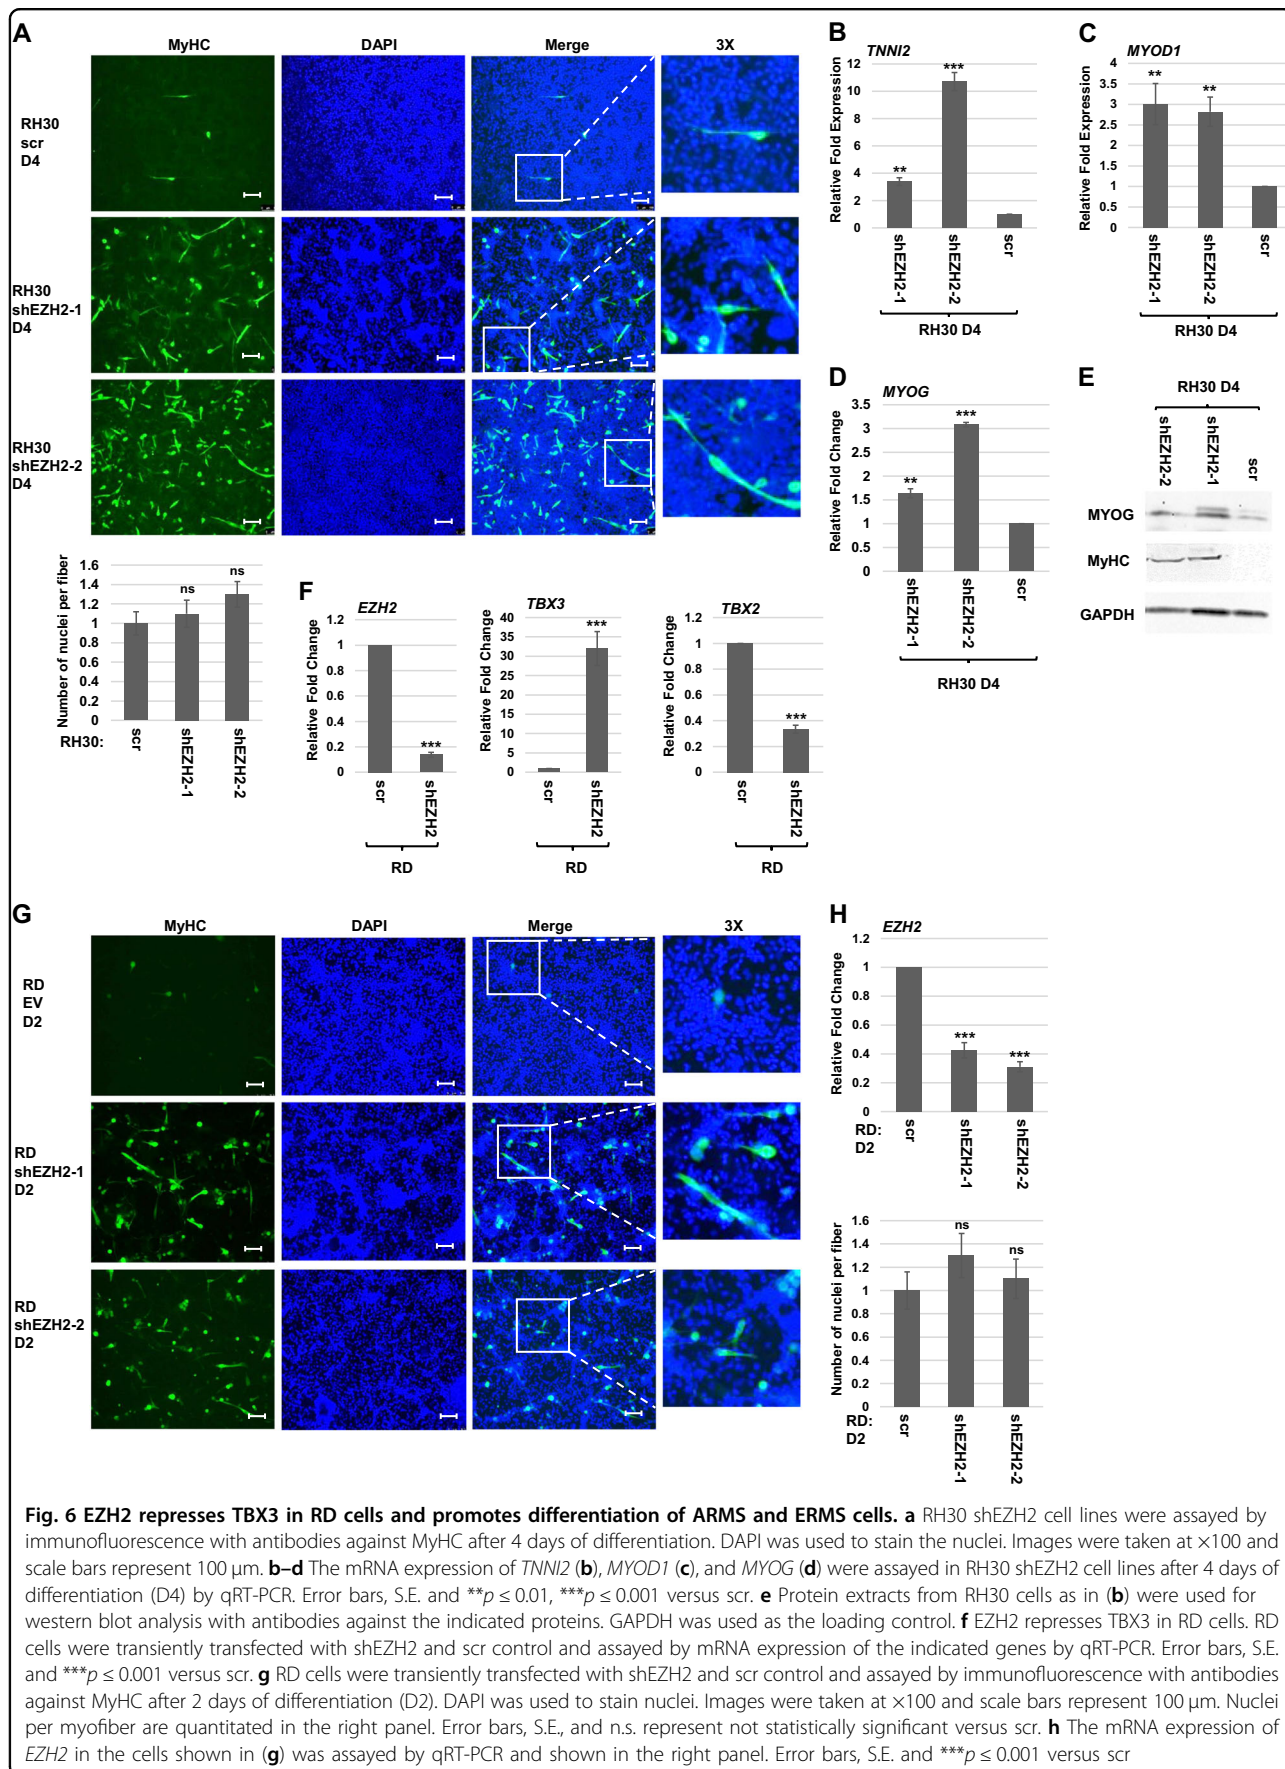 A
MyHC
DAPI
Merge
3X
RH30
scr
D4
RH30
shEZH2-1
D4
RH30
shEZH2-2
D4
Number of nuclei per fiber
1.6
1.4
1.2
1
0.8
0.6
0.4
0.2
0
ns
ns
RH30:
scr
shEZH2-1
shEZH2-2
B
TNNI2
Relative Fold Expression
12
10
8
6
4
2
0
**
***
shEZH2-1
shEZH2-2
scr
RH30 D4
C
MYOD1
Relative Fold Expression
4
3.5
3
2.5
2
1.5
1
0.5
0
**
**
shEZH2-1
shEZH2-2
scr
RH30 D4
D
MYOG
Relative Fold Change
3.5
3
2.5
2
1.5
1
0.5
0
**
***
shEZH2-1
shEZH2-2
scr
RH30 D4
E
RH30 D4
shEZH2-2
shEZH2-1
scr
MYOG
MyHC
GAPDH
F
EZH2
Relative Fold Change
1.2
1
0.8
0.6
0.4
0.2
0
***
scr
shEZH2
RD
TBX3
Relative Fold Change
40
35
30
25
20
15
10
5
0
***
scr
shEZH2
RD
TBX2
Relative Fold Change
1.2
1
0.8
0.6
0.4
0.2
0
***
scr
shEZH2
RD
G
MyHC
DAPI
Merge
3X
RD
EV
D2
RD
shEZH2-1
D2
RD
shEZH2-2
D2
H
EZH2
Relative Fold Change
1.2
1
0.8
0.6
0.4
0.2
0
***
***
RD:
D2
scr
shEZH2-1
shEZH2-2
Number of nuclei per fiber
1.6
1.4
1.2
1
0.8
0.6
0.4
0.2
0
ns
ns
RD:
D2
scr
shEZH2-1
shEZH2-2
Fig. 6 EZH2 represses TBX3 in RD cells and promotes differentiation of ARMS and ERMS cells. a RH30 shEZH2 cell lines were assayed by
immunofluorescence with antibodies against MyHC after 4 days of differentiation. DAPI was used to stain the nuclei. Images were taken at ×100 and
scale bars represent 100 μm. b–d The mRNA expression of TNNI2 (b), MYOD1 (c), and MYOG (d) were assayed in RH30 shEZH2 cell lines after 4 days of
differentiation (D4) by qRT-PCR. Error bars, S.E. and **p ≤ 0.01, ***p ≤ 0.001 versus scr. e Protein extracts from RH30 cells as in (b) were used for
western blot analysis with antibodies against the indicated proteins. GAPDH was used as the loading control. f EZH2 represses TBX3 in RD cells. RD
cells were transiently transfected with shEZH2 and scr control and assayed by mRNA expression of the indicated genes by qRT-PCR. Error bars, S.E.
and ***p ≤ 0.001 versus scr. g RD cells were transiently transfected with shEZH2 and scr control and assayed by immunofluorescence with antibodies
against MyHC after 2 days of differentiation (D2). DAPI was used to stain nuclei. Images were taken at ×100 and scale bars represent 100 μm. Nuclei
per myofiber are quantitated in the right panel. Error bars, S.E., and n.s. represent not statistically significant versus scr. h The mRNA expression of
EZH2 in the cells shown in (g) was assayed by qRT-PCR and shown in the right panel. Error bars, S.E. and ***p ≤ 0.001 versus scr